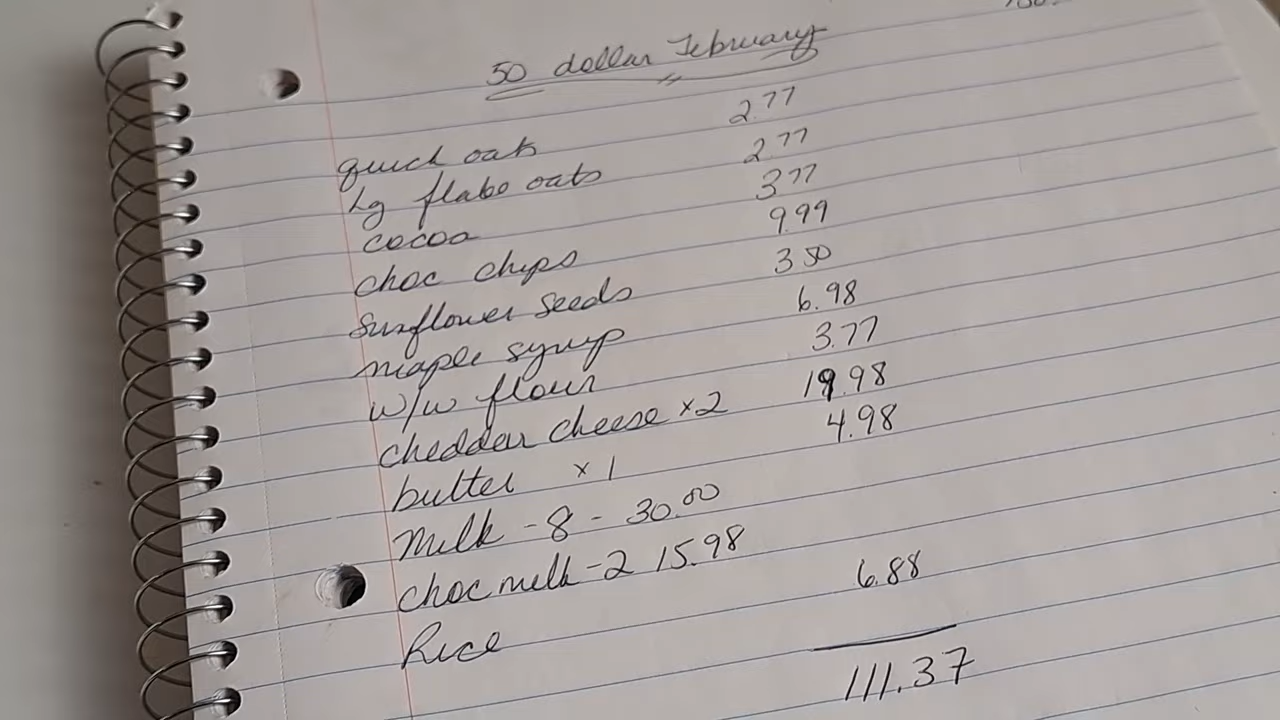 50 dollar February
quick oats 2.77
Lg flake oats 2.77
cocoa 3.77
choc chips 9.99
sunflower seeds 3 50
maple syrup 6.98
w/w flour 3.77
cheddar cheese x2 19.98
butter x 1 4.98
Milk - 8 - 30.00
choc milk - 2 15.98
Rice 6.88
111.37